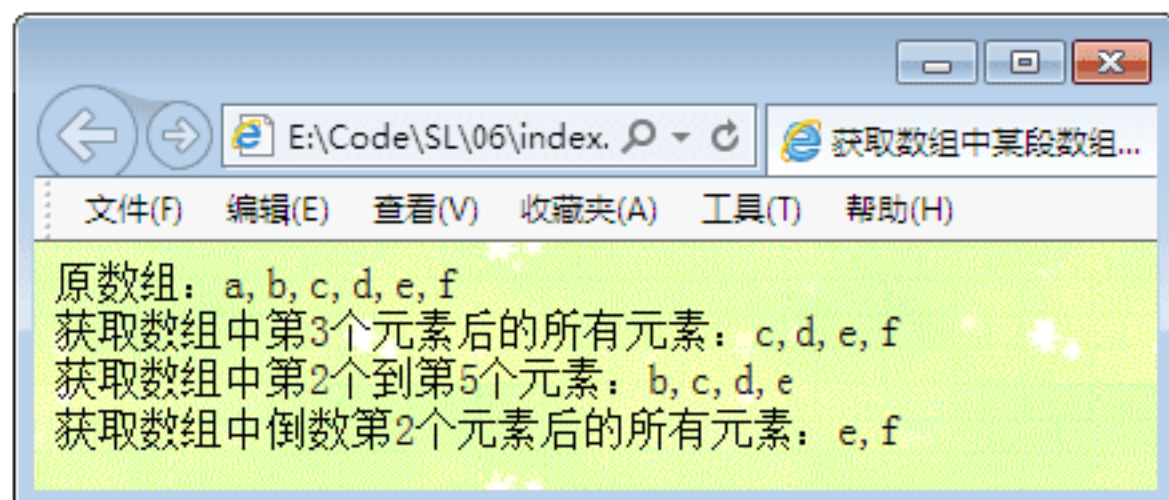 E:\Code\SL\06\index.
获取数组中某段数组...
文件(F) 编辑(E) 查看(V) 收藏夹(A) 工具(T) 帮助(H)
原数组：a,b,c,d,e,f
获取数组中第3个元素后的所有元素：c,d,e,f
获取数组中第2个到第5个元素：b,c,d,e
获取数组中倒数第2个元素后的所有元素：e,f